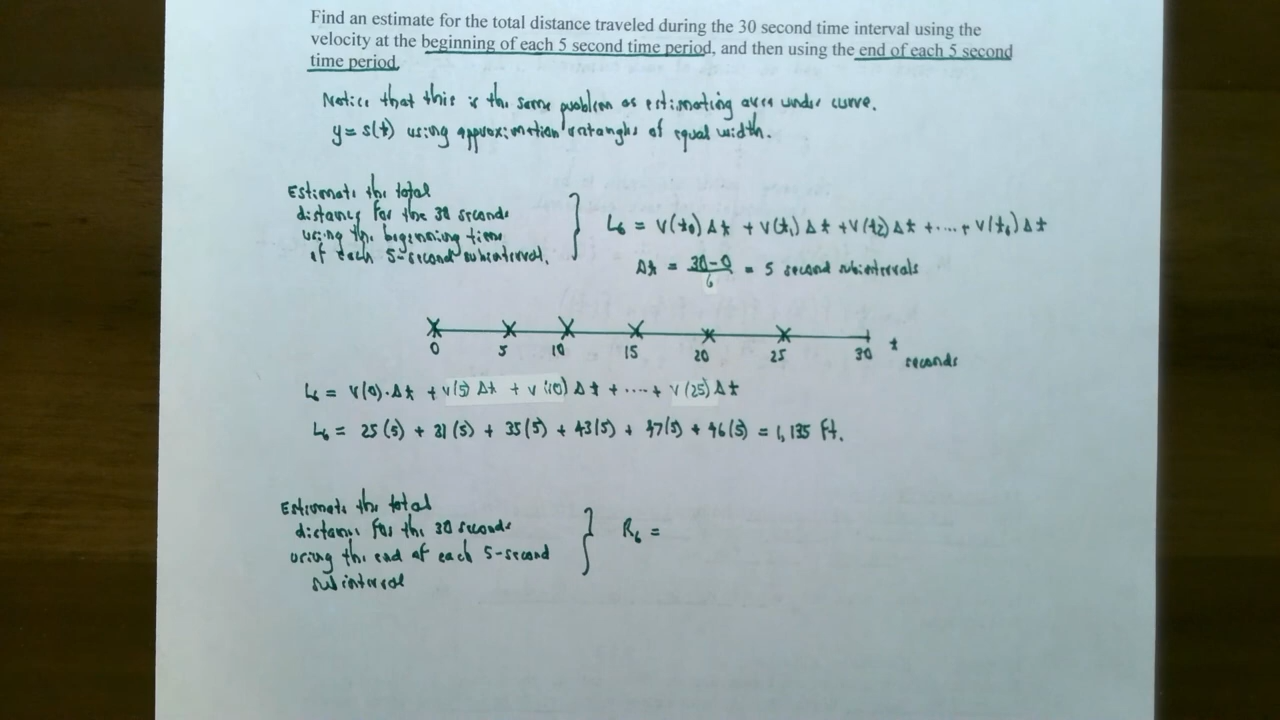 Find an estimate for the total distance traveled during the 30 second time interval using the
velocity at the beginning of each 5 second time period, and then using the end of each 5 second
time period.
Notice that this is the same problem as estimating area under curve.
y = s(t) using approximation rectangles of equal width.
Estimate the total
distance for the 30 seconds
using the beginning time
of each 5-second subinterval.
L₆ = v(t₀) Δt + v(t₁) Δt + v(t₂) Δt + .... + v(t₆) Δt
Δt = 30-0/6 = 5 second subintervals
0 5 10 15 20 25 30 t
seconds
L₆ = v(0)·Δt + v(5) Δt + v(10) Δt + .... + v(25) Δt
L₆ = 25(5) + 31(5) + 35(5) + 43(5) + 47(5) + 46(5) = 1,135 ft.
Estimate the total
distance for the 30 seconds
using the end of each 5-second
subinterval
R₆ =